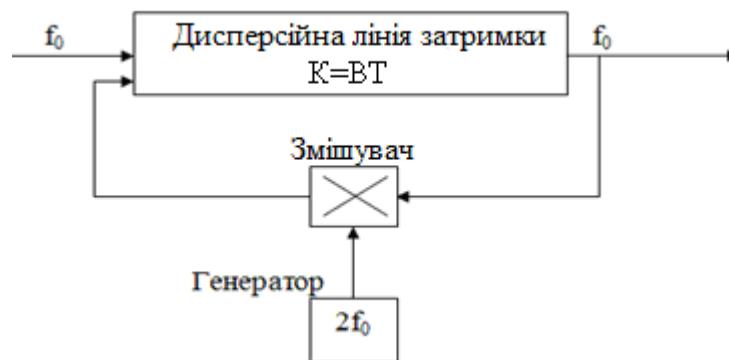 f₀
Дисперсійна лінія затримки
K=BT
f₀
Змішувач
Генератор
2f₀